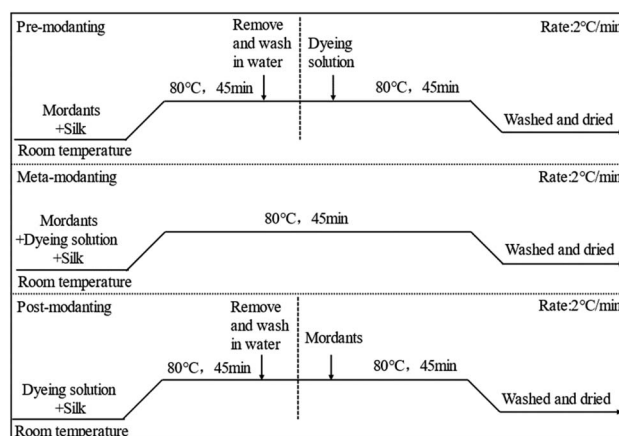 Pre-modanting
Rate:2°C/min
Remove
and wash
in water
Dyeing
solution
80°C, 45min
80°C, 45min
Mordants
+Silk
Washed and dried
Room temperature
Meta-modanting
Rate:2°C/min
80°C, 45min
Mordants
+Dyeing solution
+Silk
Washed and dried
Room temperature
Post-modanting
Rate:2°C/min
Remove
and wash
in water
Mordants
80°C, 45min
80°C, 45min
Dyeing solution
+Silk
Washed and dried
Room temperature